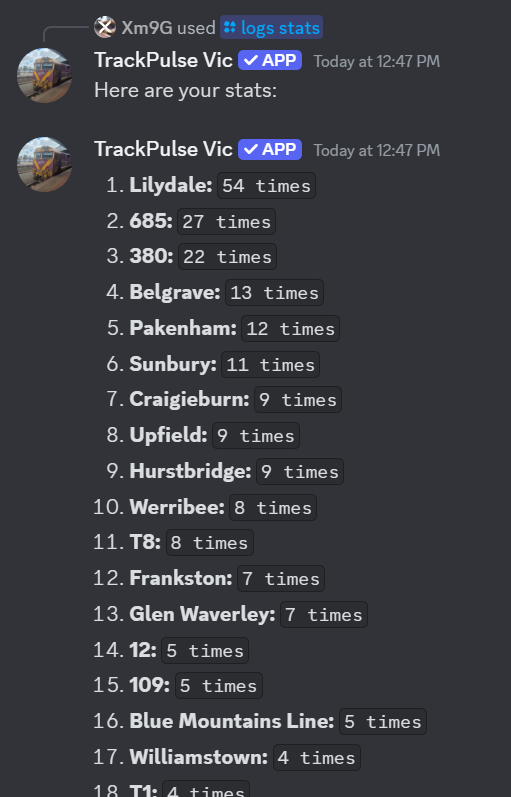 Xm9G used logs stats
TrackPulse Vic ✓ APP Today at 12:47 PM
Here are your stats:
TrackPulse Vic ✓ APP Today at 12:47 PM
1. Lilydale: 54 times
2. 685: 27 times
3. 380: 22 times
4. Belgrave: 13 times
5. Pakenham: 12 times
6. Sunbury: 11 times
7. Craigieburn: 9 times
8. Upfield: 9 times
9. Hurstbridge: 9 times
10. Werribee: 8 times
11. T8: 8 times
12. Frankston: 7 times
13. Glen Waverley: 7 times
14. 12: 5 times
15. 109: 5 times
16. Blue Mountains Line: 5 times
17. Williamstown: 4 times
18. T1: 4 times